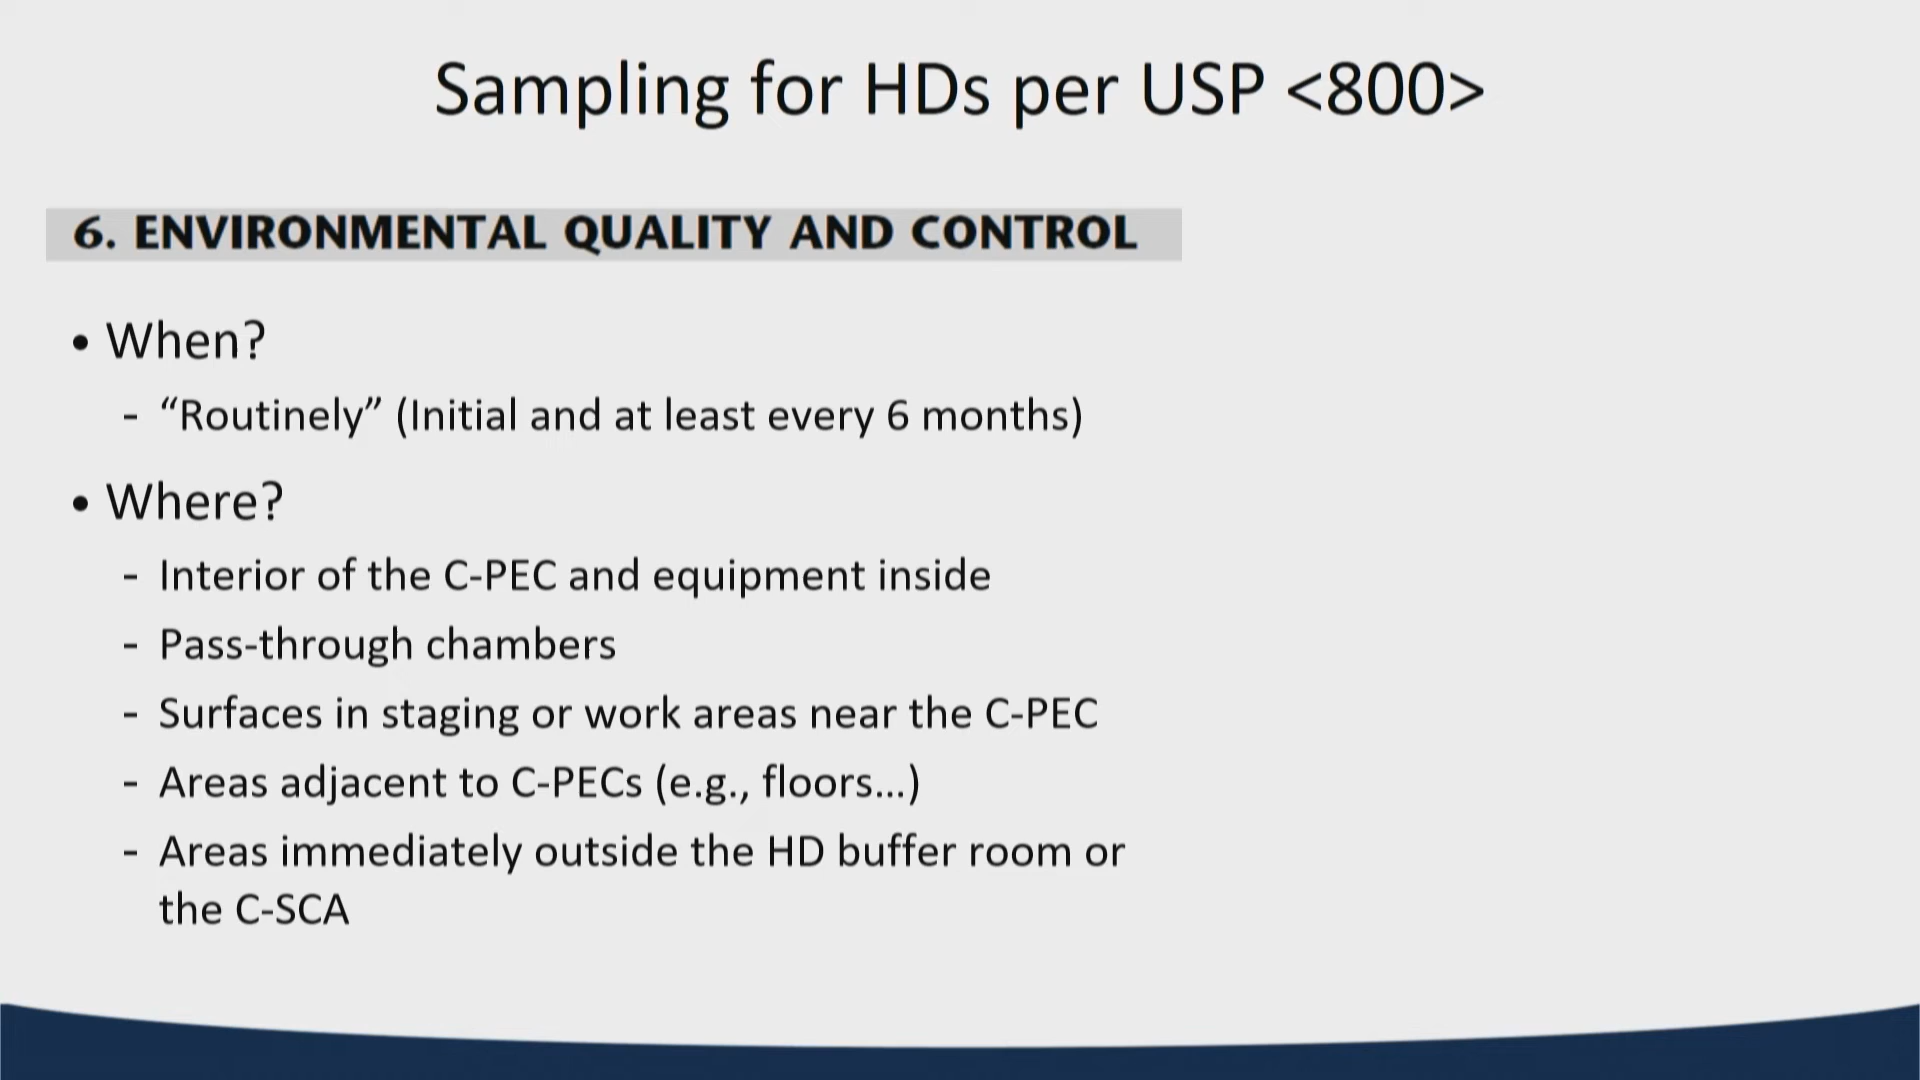 Sampling for HDs per USP <800>
6. ENVIRONMENTAL QUALITY AND CONTROL
• When?
- “Routinely” (Initial and at least every 6 months)
• Where?
- Interior of the C-PEC and equipment inside
- Pass-through chambers
- Surfaces in staging or work areas near the C-PEC
- Areas adjacent to C-PECs (e.g., floors…)
- Areas immediately outside the HD buffer room or
the C-SCA